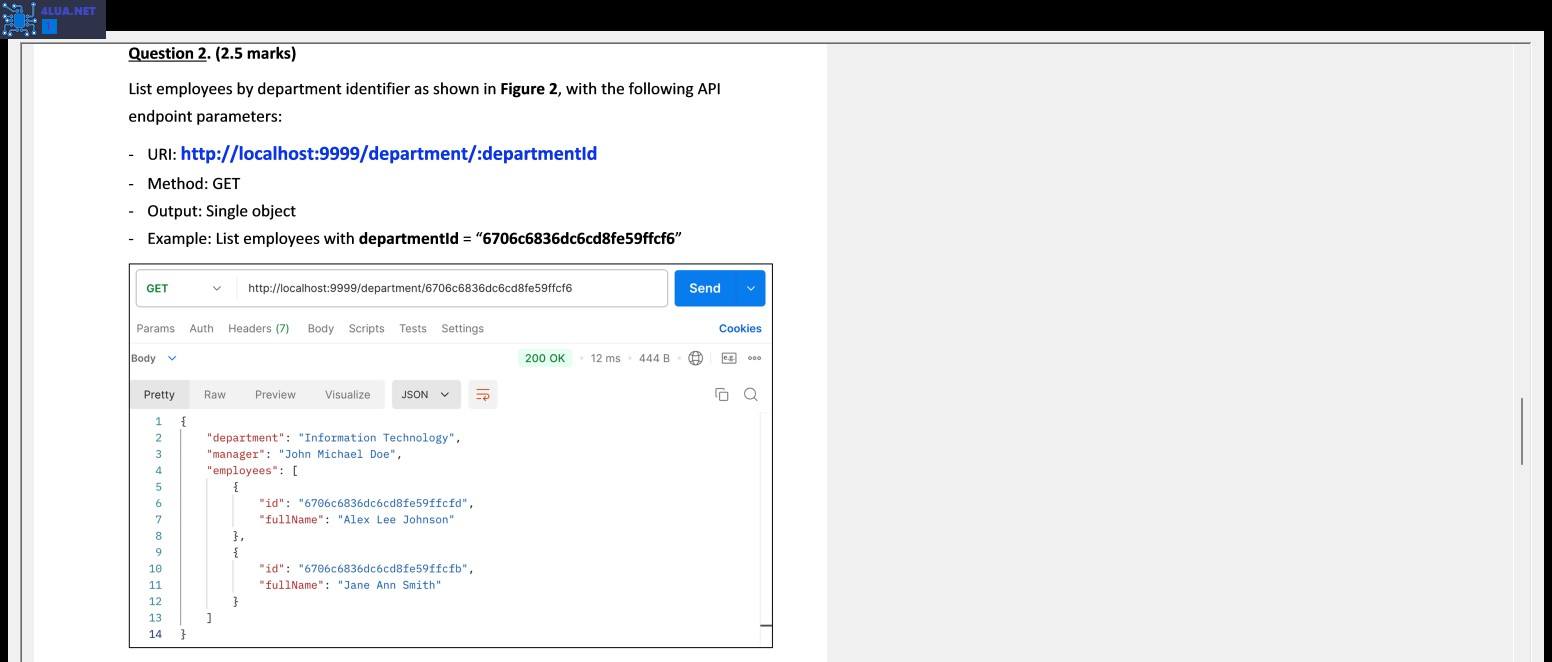 4LUA.NET
Question 2. (2.5 marks)
List employees by department identifier as shown in Figure 2, with the following API
endpoint parameters:
- URI: http://localhost:9999/department/:departmentId
- Method: GET
- Output: Single object
- Example: List employees with departmentId = “6706c6836dc6cd8fe59ffcf6”
GET http://localhost:9999/department/6706c6836dc6cd8fe59ffcf6 Send
Params Auth Headers (7) Body Scripts Tests Settings Cookies
Body 200 OK • 12 ms • 444 B • e.g. ooo
Pretty Raw Preview Visualize JSON
1 {
2 "department": "Information Technology",
3 "manager": "John Michael Doe",
4 "employees": [
5 {
6 "id": "6706c6836dc6cd8fe59ffcfd",
7 "fullName": "Alex Lee Johnson"
8 },
9 {
10 "id": "6706c6836dc6cd8fe59ffcfb",
11 "fullName": "Jane Ann Smith"
12 }
13 ]
14 }